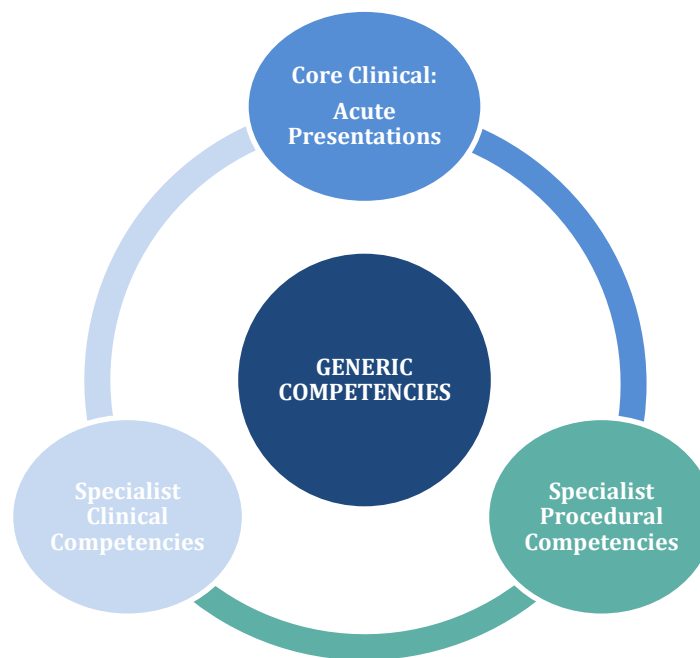 Core Clinical:
Acute
Presentations
GENERIC
COMPETENCIES
Specialist
Clinical
Competencies
Specialist
Procedural
Competencies